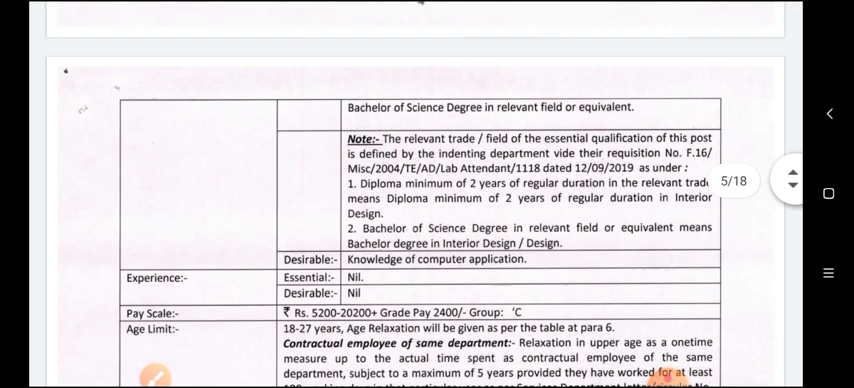 Bachelor of Science Degree in relevant field or equivalent.
Note:- The relevant trade / field of the essential qualification of this post
is defined by the indenting department vide their requisition No. F.16/
Misc/2004/TE/AD/Lab Attendant/1118 dated 12/09/2019 as under :
1. Diploma minimum of 2 years of regular duration in the relevant trade
means Diploma minimum of 2 years of regular duration in Interior
Design.
2. Bachelor of Science Degree in relevant field or equivalent means
Bachelor degree in Interior Design / Design.
5/18
Desirable:- Knowledge of computer application.
Experience:- Essential:- Nil.
Desirable:- Nil
Pay Scale:- ₹ Rs. 5200-20200+ Grade Pay 2400/- Group: 'C
Age Limit:- 18-27 years, Age Relaxation will be given as per the table at para 6.
Contractual employee of same department:- Relaxation in upper age as a onetime
measure up to the actual time spent as contractual employee of the same
department, subject to a maximum of 5 years provided they have worked for at least